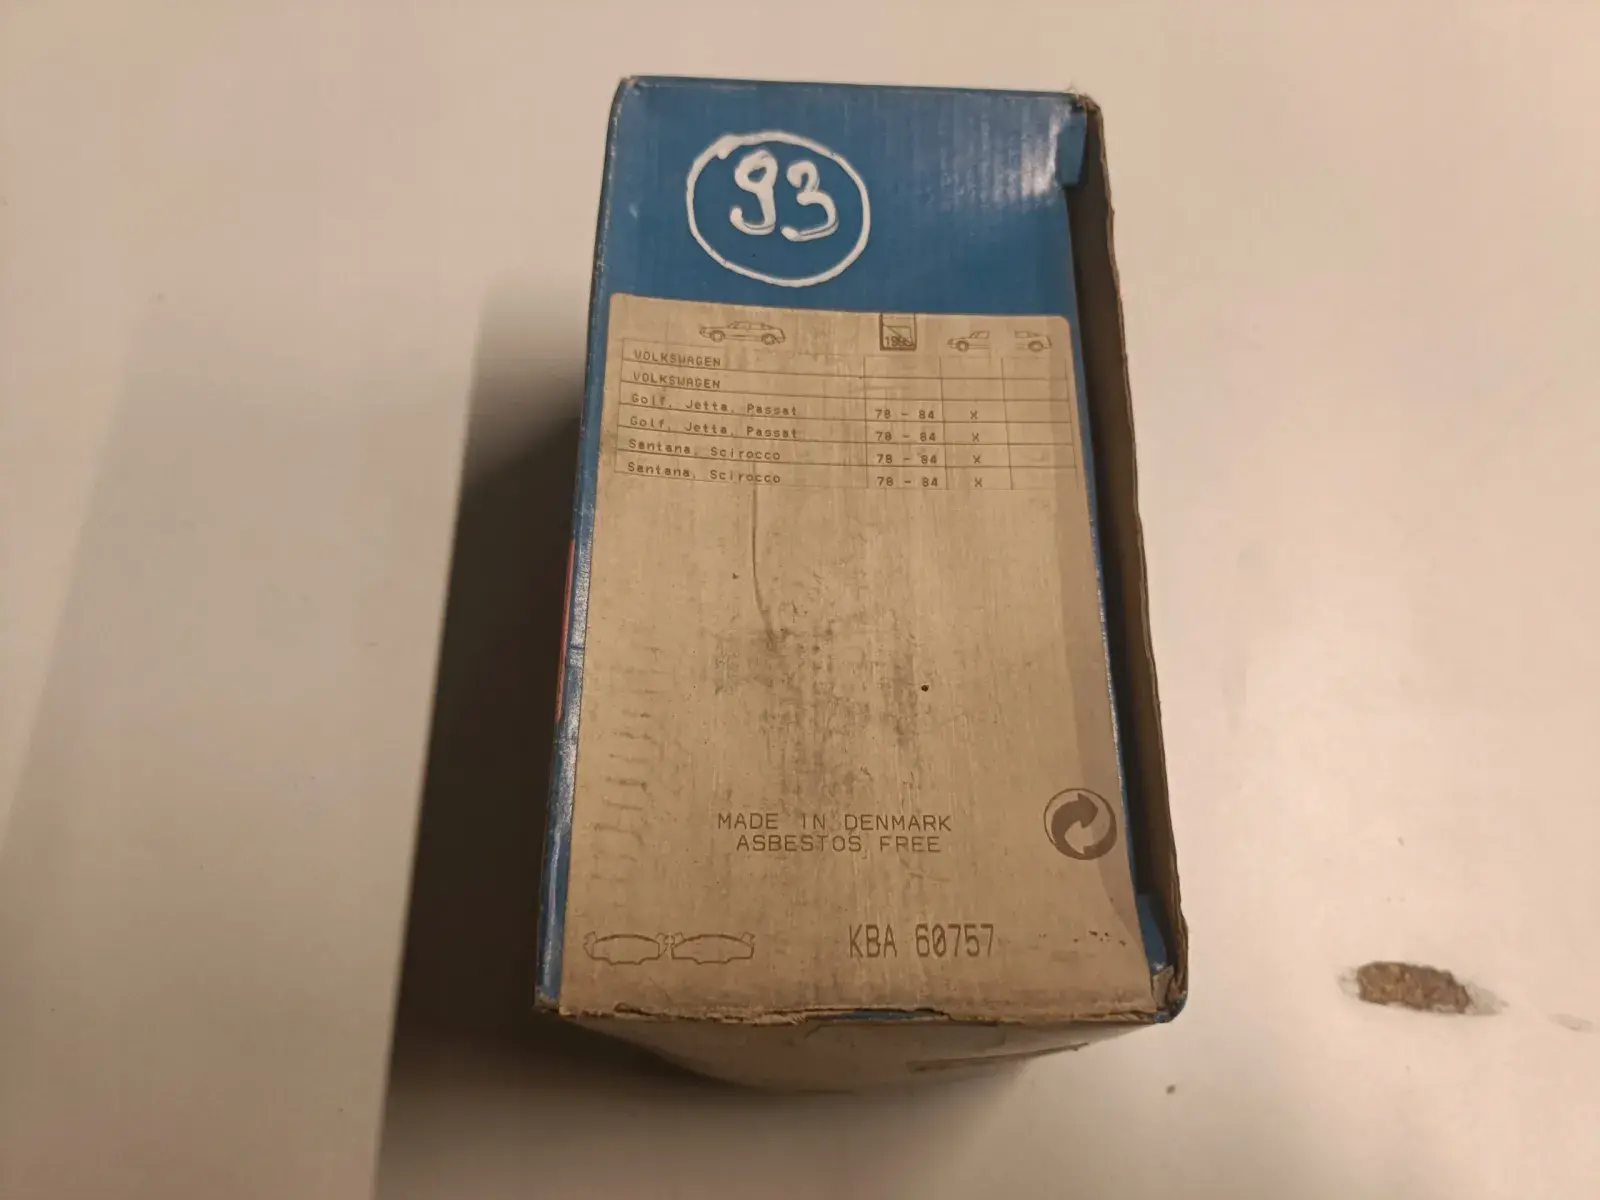 93
VOLKSWAGEN
VOLKSWAGEN
Golf, Jetta, Passat 78 - 84 X
Golf, Jetta, Passat 78 - 84 X
Santana, Scirocco 78 - 84 X
Santana, Scirocco 78 - 84 X
MADE IN DENMARK
ASBESTOS FREE
KBA 60757